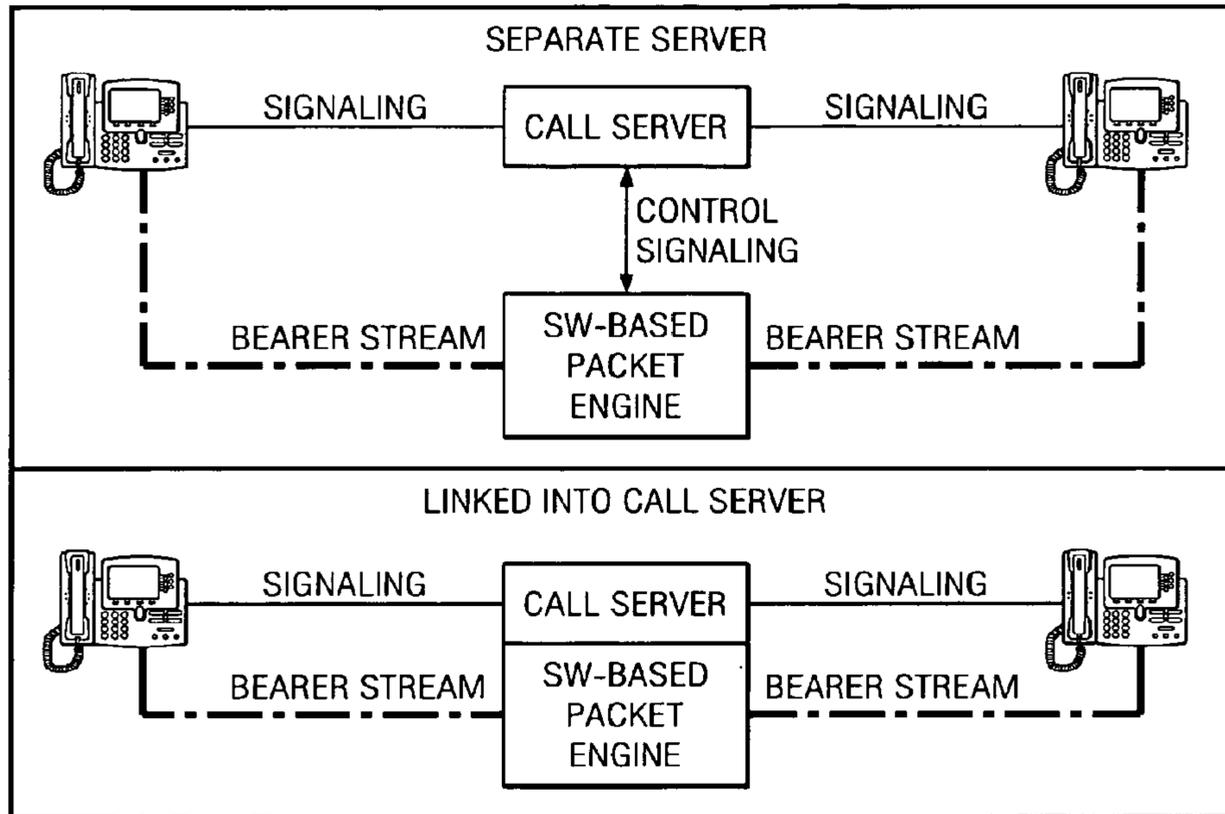 SEPARATE SERVER
SIGNALING
CALL SERVER
SIGNALING
CONTROL
SIGNALING
BEARER STREAM
SW-BASED
PACKET
ENGINE
BEARER STREAM
LINKED INTO CALL SERVER
SIGNALING
CALL SERVER
SIGNALING
BEARER STREAM
SW-BASED
PACKET
ENGINE
BEARER STREAM